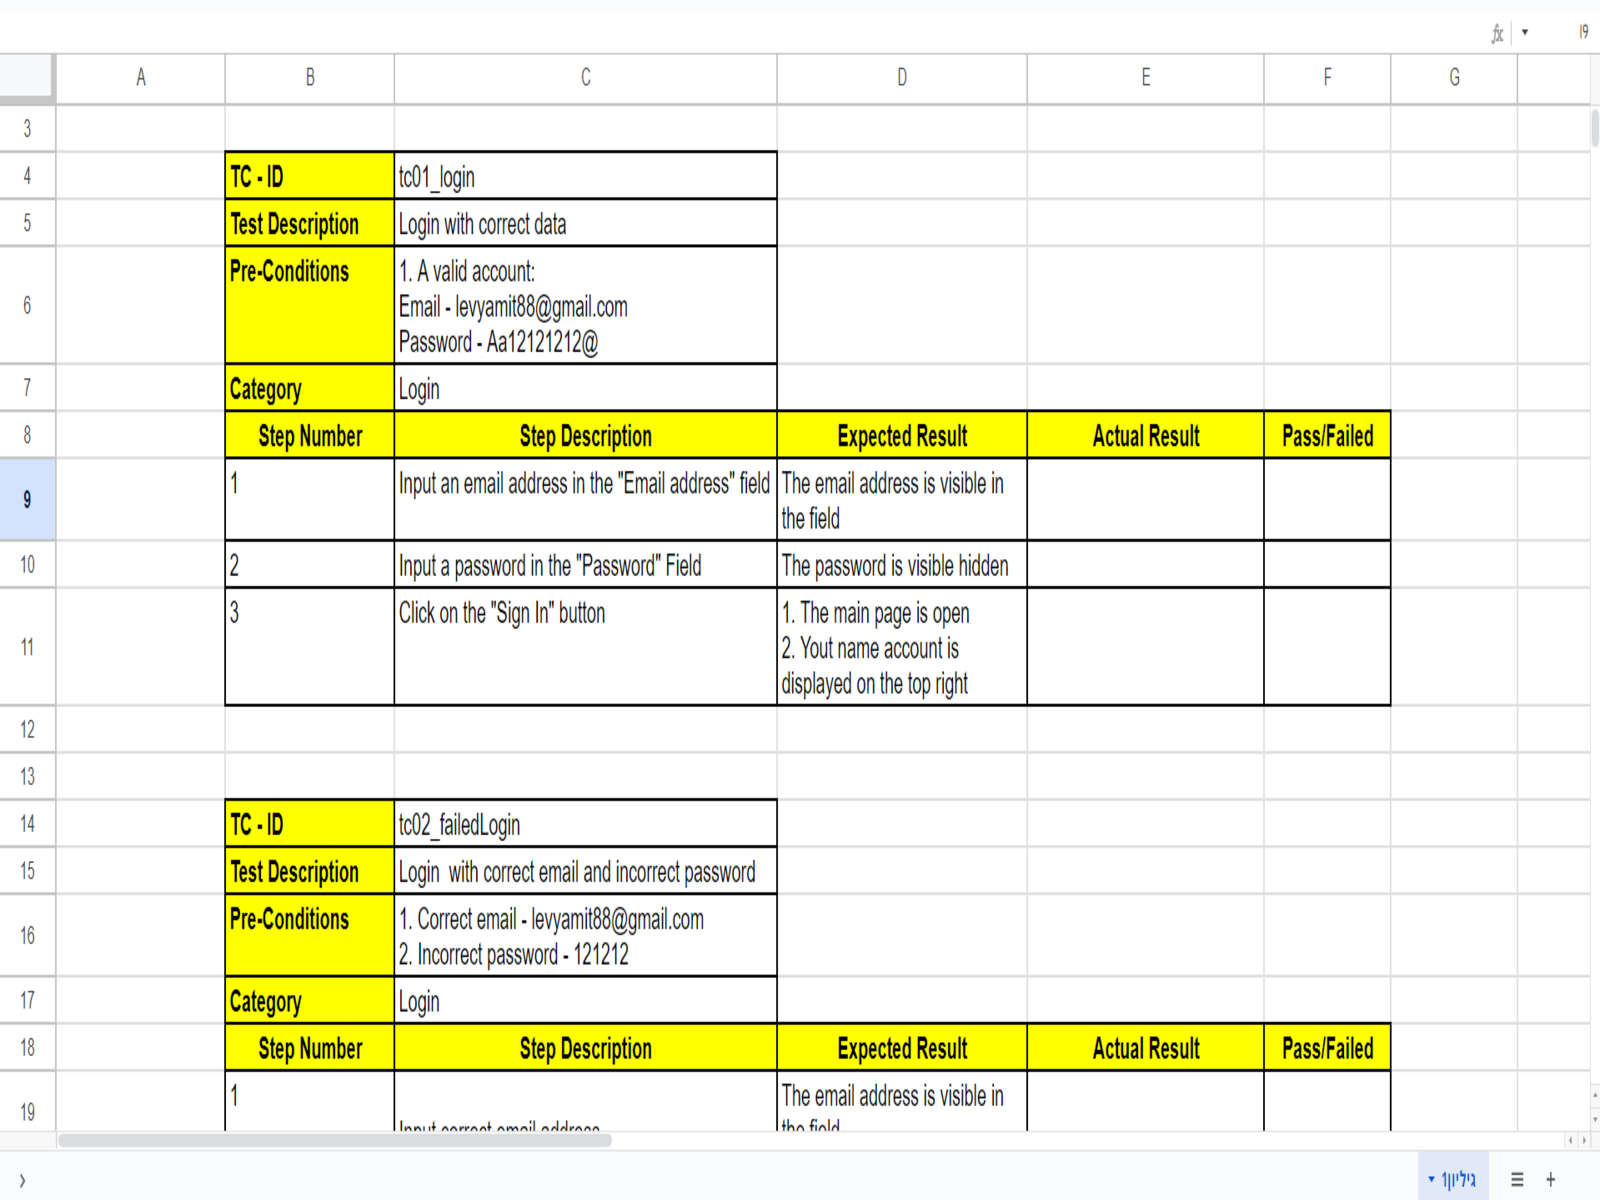 fx I9
A B C D E F G
3
4 TC - ID tc01_login
5 Test Description Login with correct data
6 Pre-Conditions 1. A valid account:
Email - levyamit88@gmail.com
Password - Aa12121212@
7 Category Login
8 Step Number Step Description Expected Result Actual Result Pass/Failed
9 1 Input an email address in the "Email address" field The email address is visible in
the field
10 2 Input a password in the "Password" Field The password is visible hidden
11 3 Click on the "Sign In" button 1. The main page is open
2. Yout name account is
displayed on the top right
12
13
14 TC - ID tc02_failedLogin
15 Test Description Login  with correct email and incorrect password
16 Pre-Conditions 1. Correct email - levyamit88@gmail.com
2. Incorrect password - 121212
17 Category Login
18 Step Number Step Description Expected Result Actual Result Pass/Failed
19 1 Input correct email address The email address is visible in
the field
גיליון1